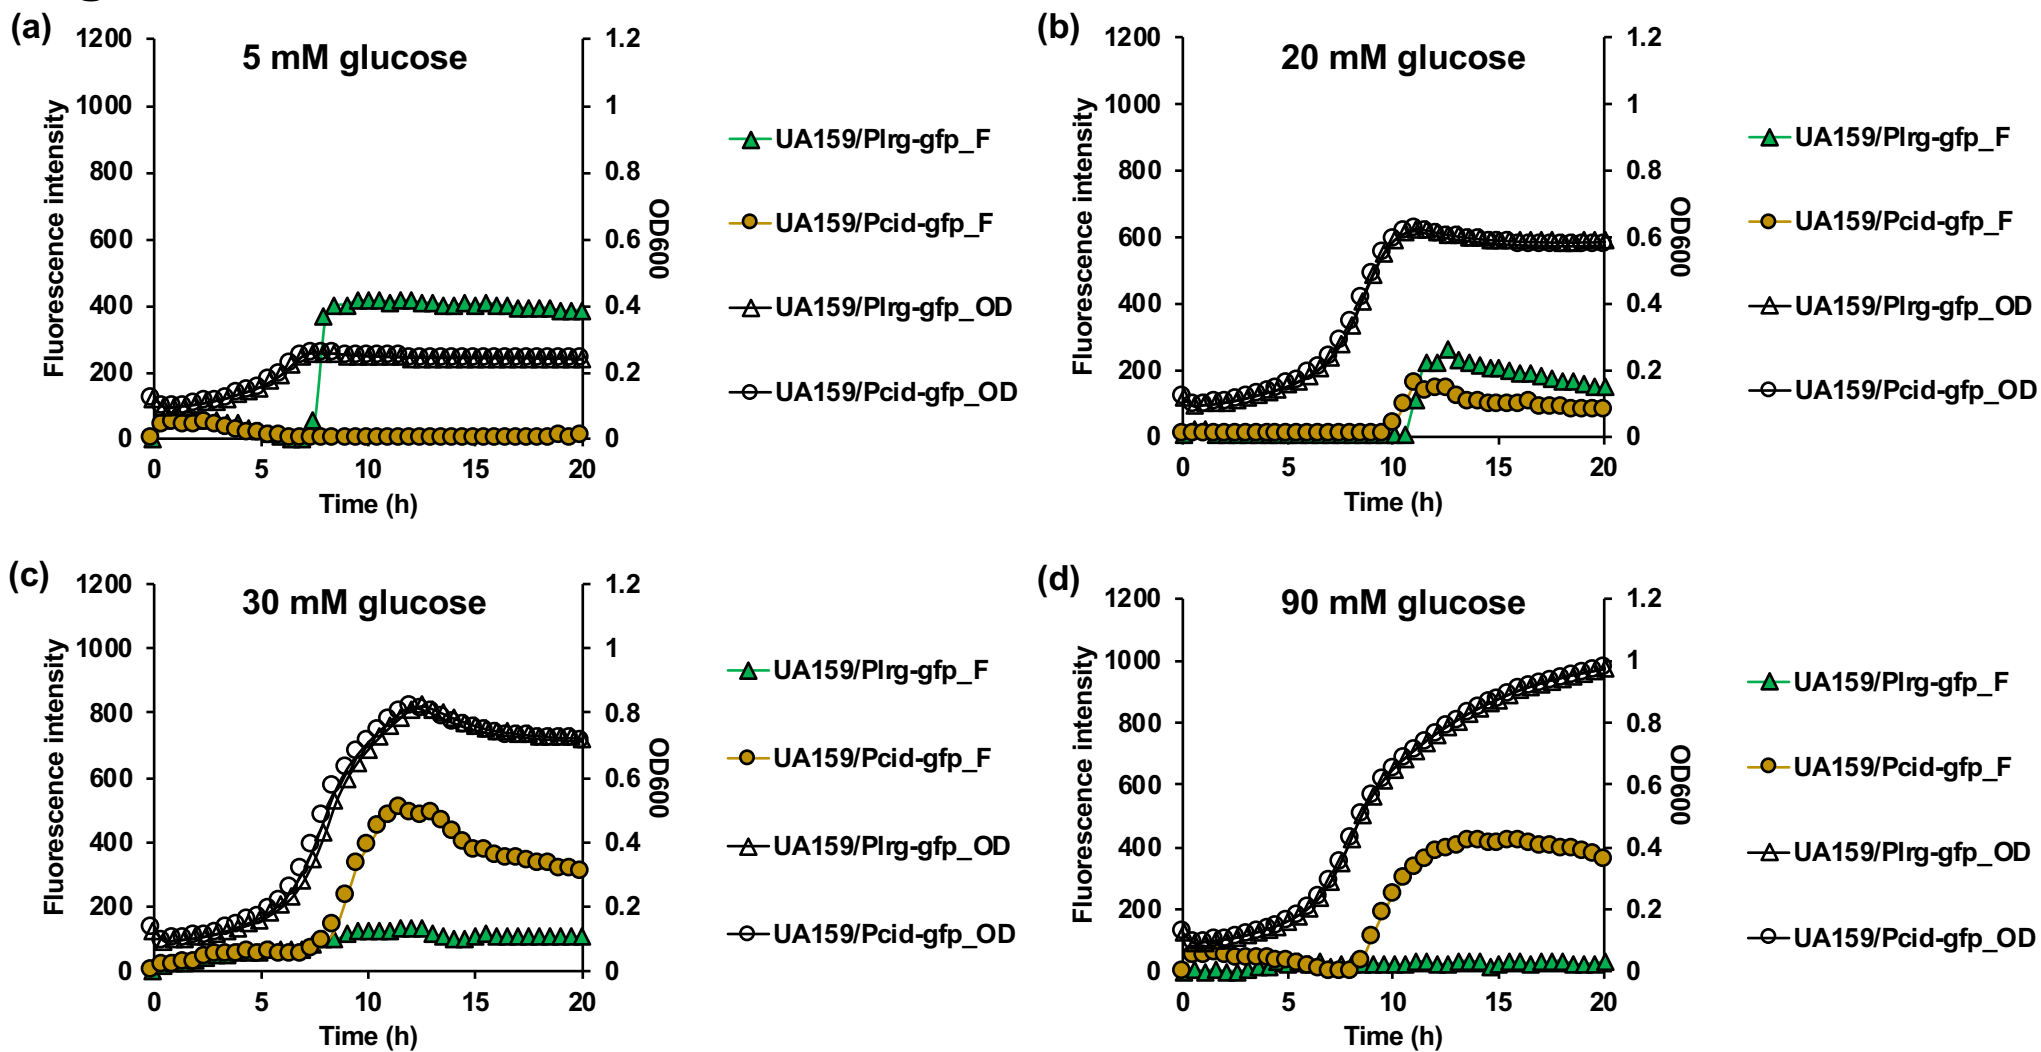 (a)
5 mM glucose
1200
1000
800
600
400
200
0
Fluorescence intensity
1.2
1
0.8
0.6
0.4
0.2
0
OD600
0 5 10 15 20
Time (h)
UA159/Plrg-gfp_F
UA159/Pcid-gfp_F
UA159/Plrg-gfp_OD
UA159/Pcid-gfp_OD
(b)
20 mM glucose
1200
1000
800
600
400
200
0
Fluorescence intensity
1.2
1
0.8
0.6
0.4
0.2
0
OD600
0 5 10 15 20
Time (h)
UA159/Plrg-gfp_F
UA159/Pcid-gfp_F
UA159/Plrg-gfp_OD
UA159/Pcid-gfp_OD
(c)
30 mM glucose
1200
1000
800
600
400
200
0
Fluorescence intensity
1.2
1
0.8
0.6
0.4
0.2
0
OD600
0 5 10 15 20
Time (h)
UA159/Plrg-gfp_F
UA159/Pcid-gfp_F
UA159/Plrg-gfp_OD
UA159/Pcid-gfp_OD
(d)
90 mM glucose
1200
1000
800
600
400
200
0
Fluorescence intensity
1.2
1
0.8
0.6
0.4
0.2
0
OD600
0 5 10 15 20
Time (h)
UA159/Plrg-gfp_F
UA159/Pcid-gfp_F
UA159/Plrg-gfp_OD
UA159/Pcid-gfp_OD